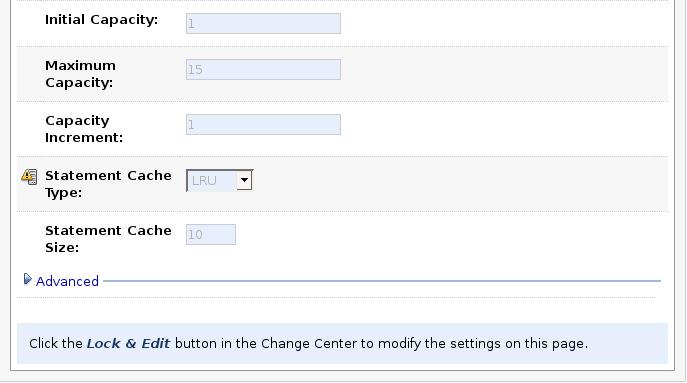 Initial Capacity: 1
Maximum 15
Capacity:
Capacity 1
Increment:
Statement Cache LRU
Type:
Statement Cache 10
Size:
Advanced
Click the Lock & Edit button in the Change Center to modify the settings on this page.